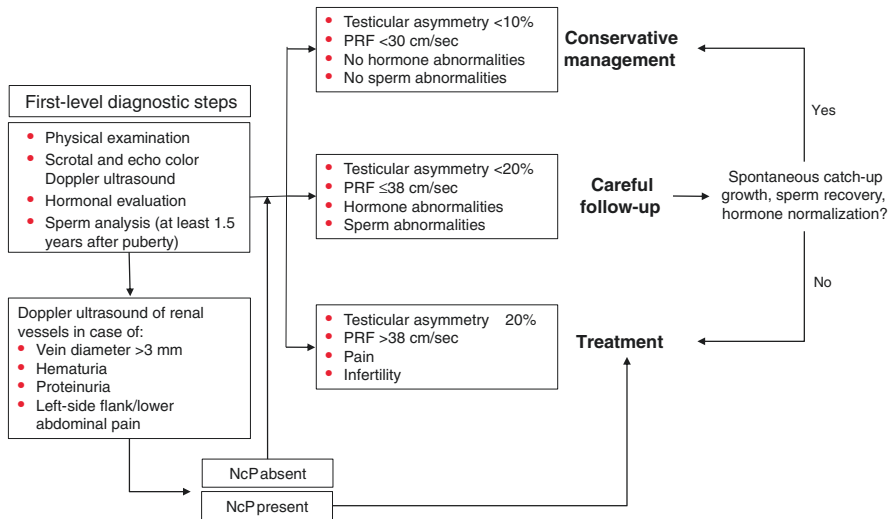 First-level diagnostic steps
• Physical examination
• Scrotal and echo color
Doppler ultrasound
• Hormonal evaluation
• Sperm analysis (at least 1.5
years after puberty)
Doppler ultrasound of renal
vessels in case of:
• Vein diameter >3 mm
• Hematuria
• Proteinuria
• Left-side flank/lower
abdominal pain
NcPabsent
NcPpresent
• Testicular asymmetry <10%
• PRF <30 cm/sec
• No hormone abnormalities
• No sperm abnormalities
Conservative
management
• Testicular asymmetry <20%
• PRF ≤38 cm/sec
• Hormone abnormalities
• Sperm abnormalities
Careful
follow-up
• Testicular asymmetry 20%
• PRF >38 cm/sec
• Pain
• Infertility
Treatment
Yes
Spontaneous catch-up
growth, sperm recovery,
hormone normalization?
No